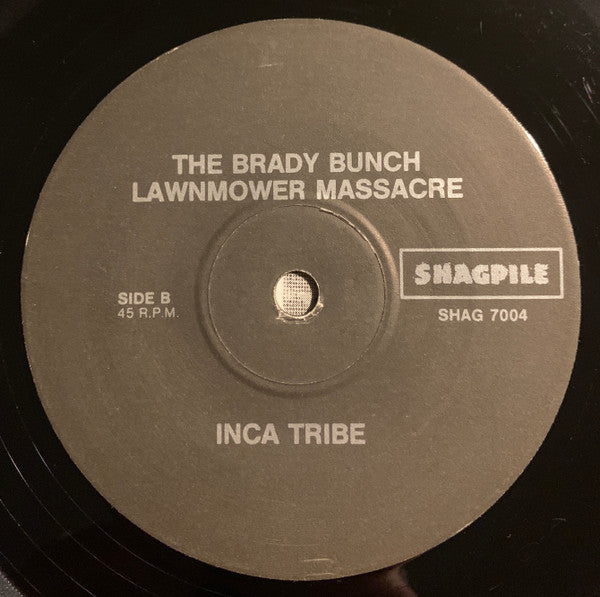 THE BRADY BUNCH
LAWNMOWER MASSACRE
SHAGPILE
SIDE B
45 R.P.M.
SHAG 7004
INCA TRIBE